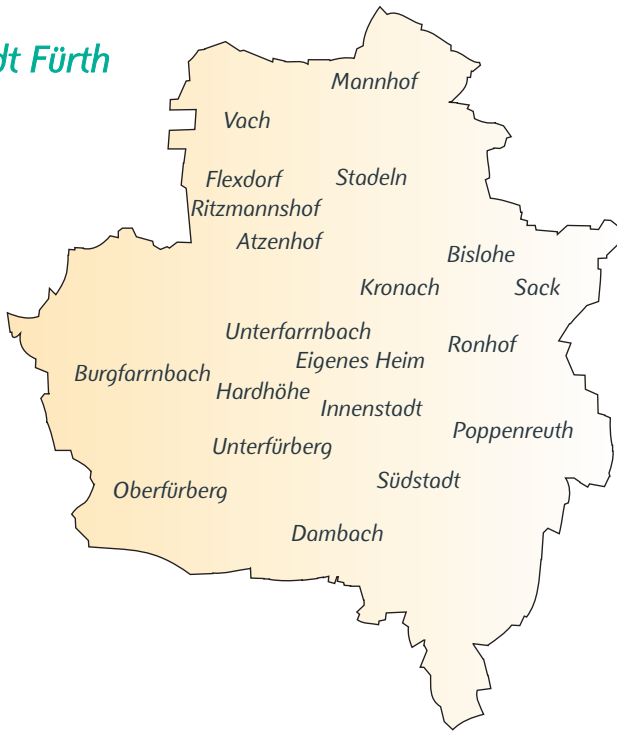 dt Fürth
Mannhof
Vach
Flexdorf
Stadeln
Ritzmannshof
Atzenhof
Bislohe
Kronach
Sack
Unterfarrnbach
Ronhof
Eigenes Heim
Burgfarrnbach
Hardhöhe
Innenstadt
Poppenreuth
Unterfürberg
Südstadt
Oberfürberg
Dambach